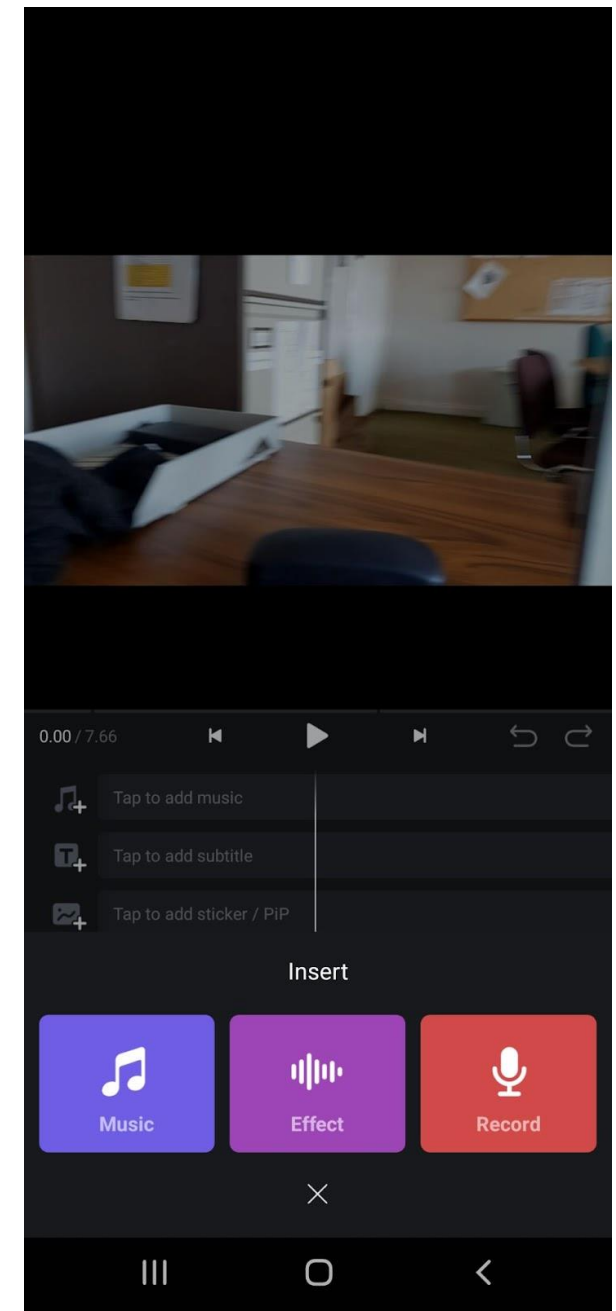 0.00 / 7.66
Tap to add music
Tap to add subtitle
Tap to add sticker / PiP
Insert
Music
Effect
Record